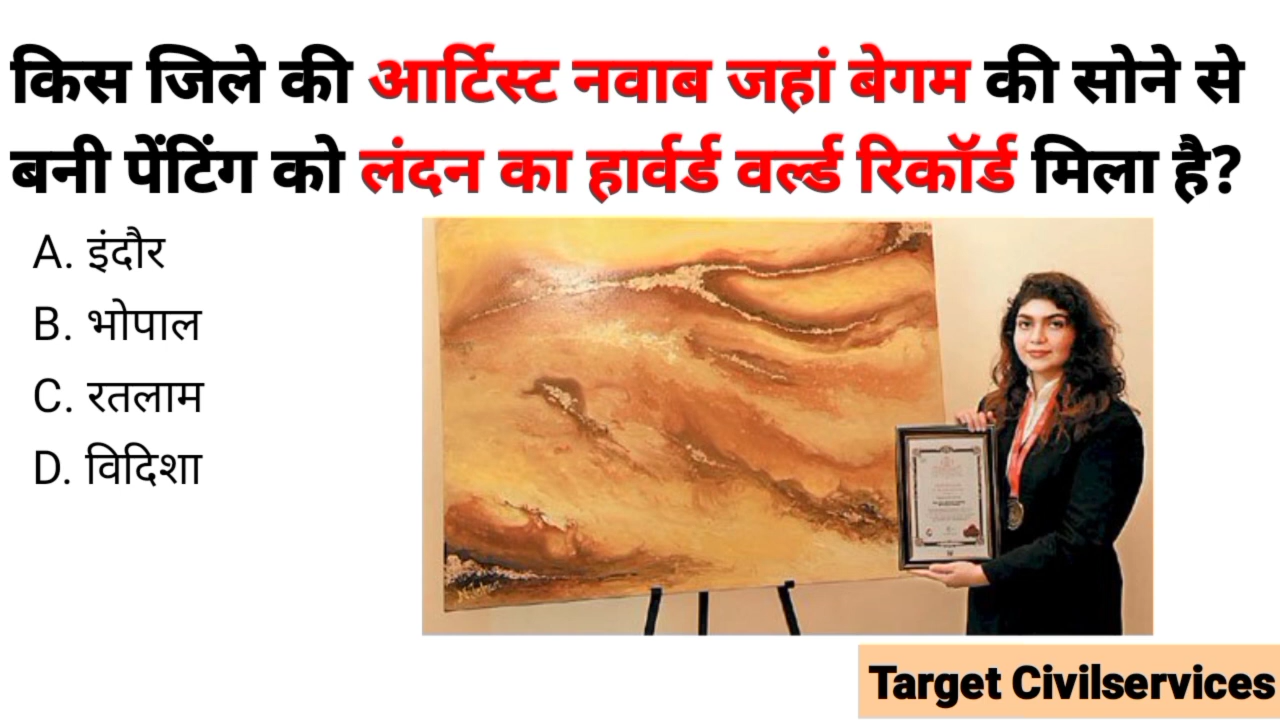 किस जिले की आर्टिस्ट नवाब जहां बेगम की सोने से
बनी पेंटिंग को लंदन का हार्वर्ड वर्ल्ड रिकॉर्ड मिला है?
A. इंदौर
B. भोपाल
C. रतलाम
D. विदिशा
Target Civilservices